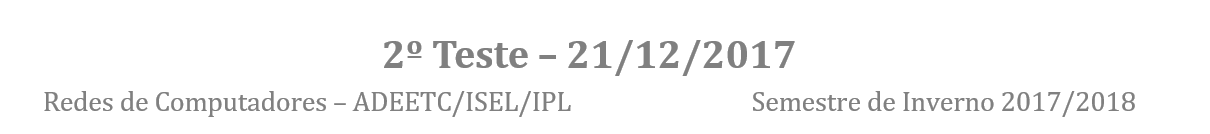 2º Teste – 21/12/2017
Redes de Computadores – ADEETC/ISEL/IPL Semestre de Inverno 2017/2018